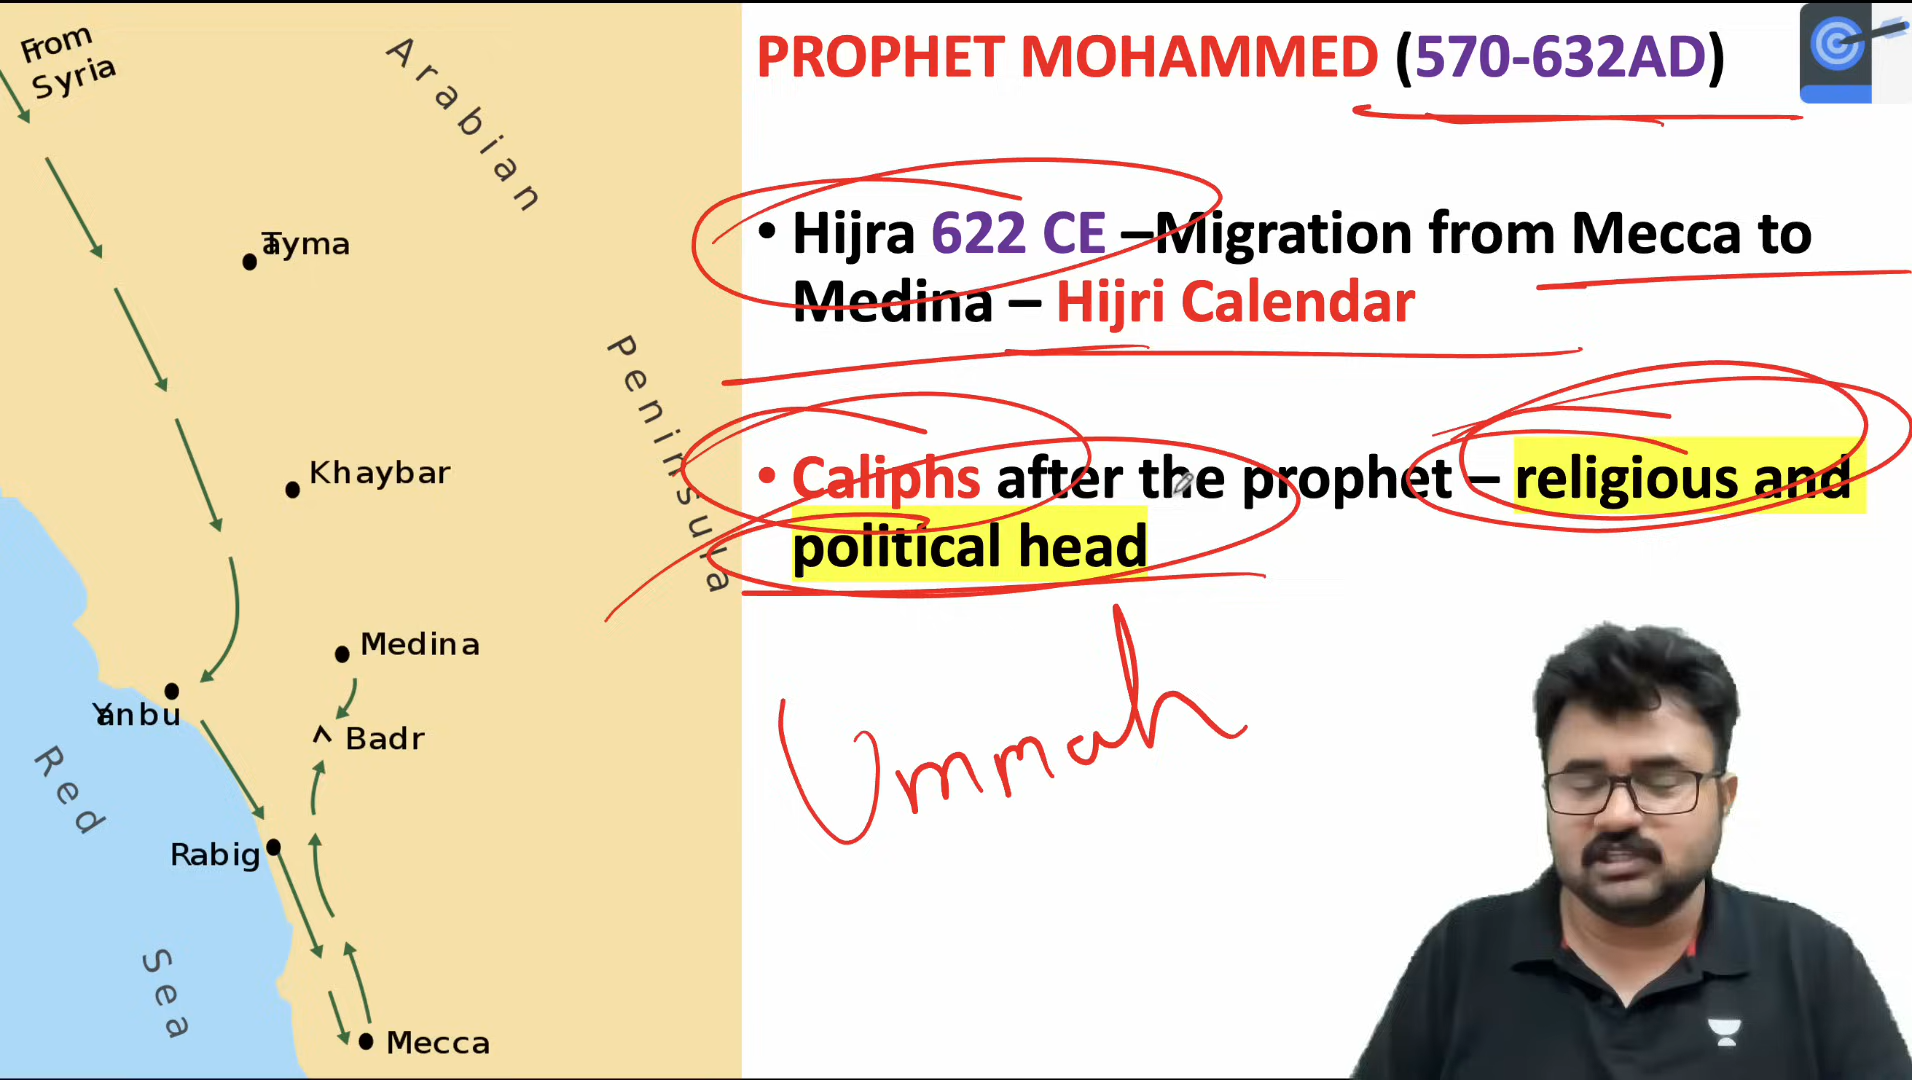 From
Syria
Arabian
Peninsula
Tayma
Khaybar
Medina
Yanbu
Badr
Red
Sea
Rabig
Mecca
PROPHET MOHAMMED (570-632AD)
• Hijra 622 CE –Migration from Mecca to
Medina – Hijri Calendar
• Caliphs after the prophet – religious and
political head
Ummah